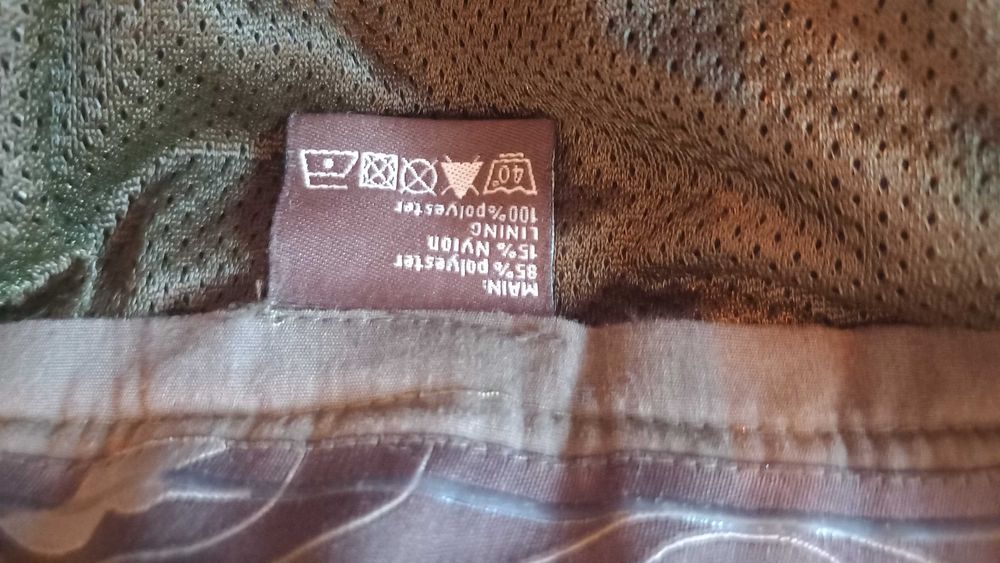 MAIN:
85% polyester
15% Nylon
LINING
100%polyester
40°